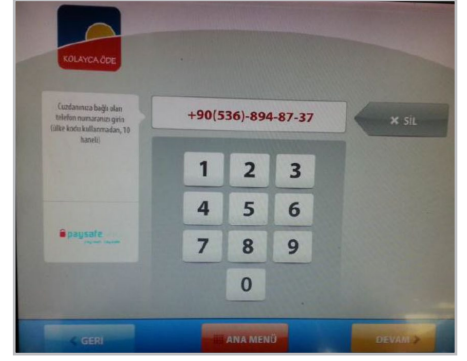 KOLAYCA ÖDE
Cüzdanınıza bağlı olan
telefon numaranızı girin
(ülke kodu kullanmadan, 10
haneli)
+90(536)-894-87-37
× SİL
1 2 3
4 5 6
7 8 9
0
paysafe
GERİ
ANA MENÜ
DEVAM